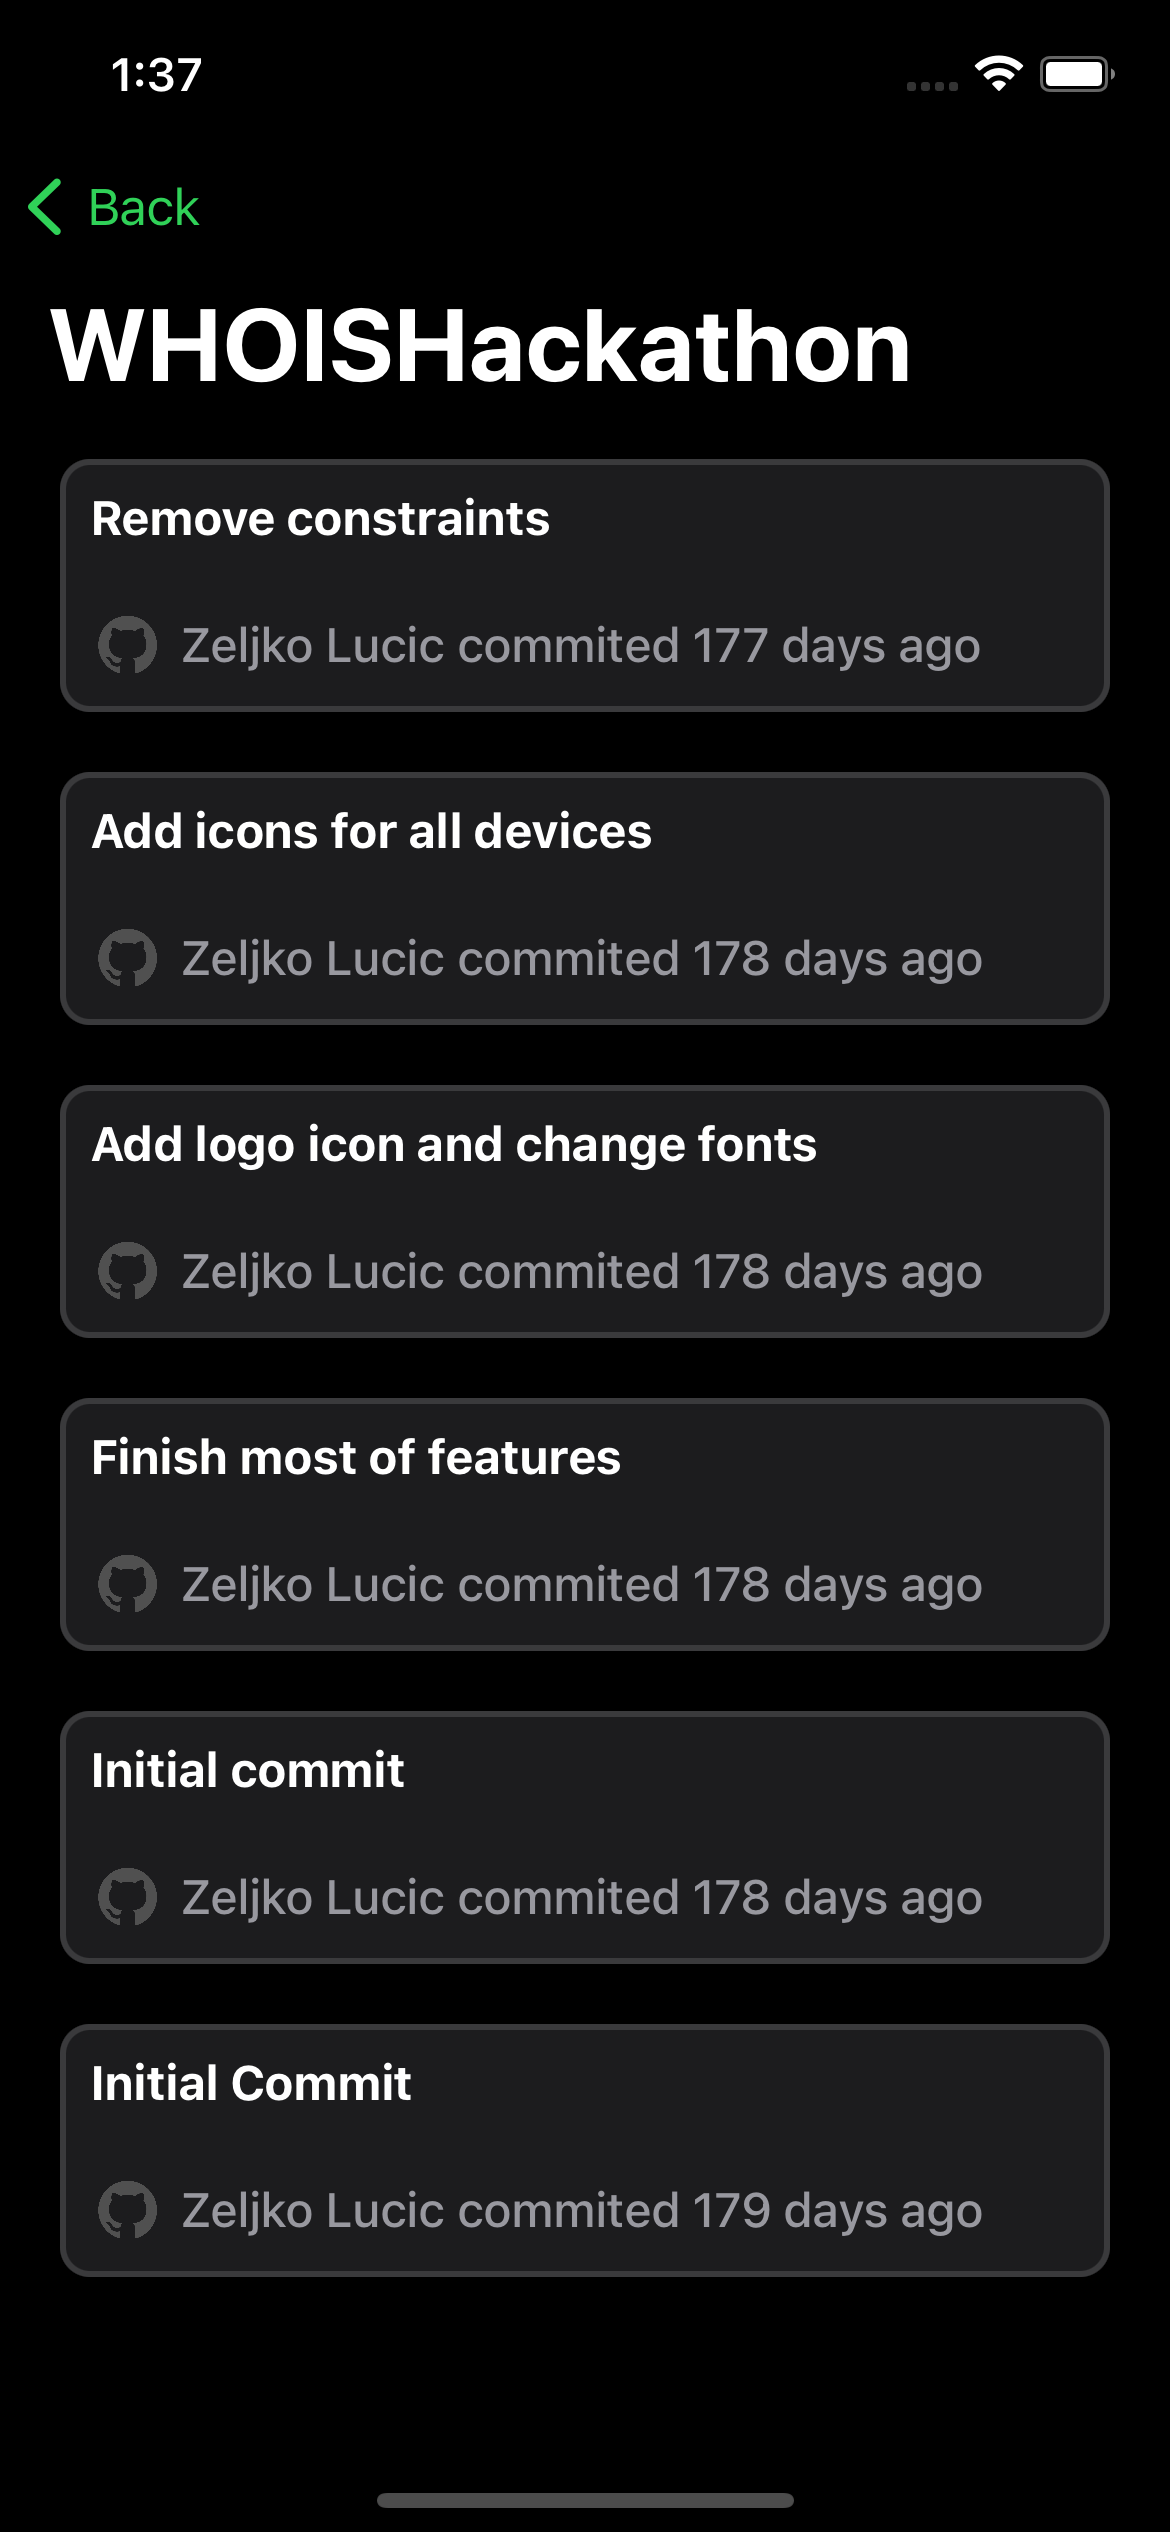 1:37
Back
WHOISHackathon
Remove constraints
Zeljko Lucic commited 177 days ago
Add icons for all devices
Zeljko Lucic commited 178 days ago
Add logo icon and change fonts
Zeljko Lucic commited 178 days ago
Finish most of features
Zeljko Lucic commited 178 days ago
Initial commit
Zeljko Lucic commited 178 days ago
Initial Commit
Zeljko Lucic commited 179 days ago